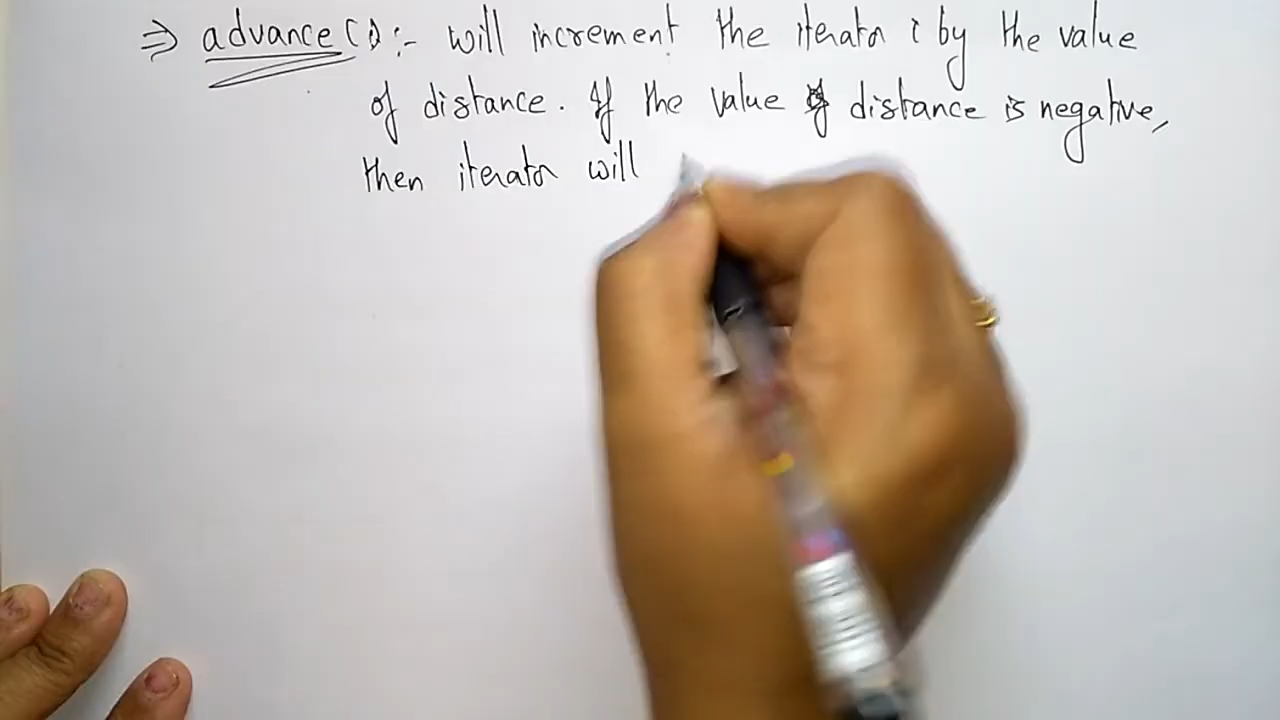 ⇒ advance():- will increment the iterator i by the value
of distance. If the value of distance is negative,
then iterator will